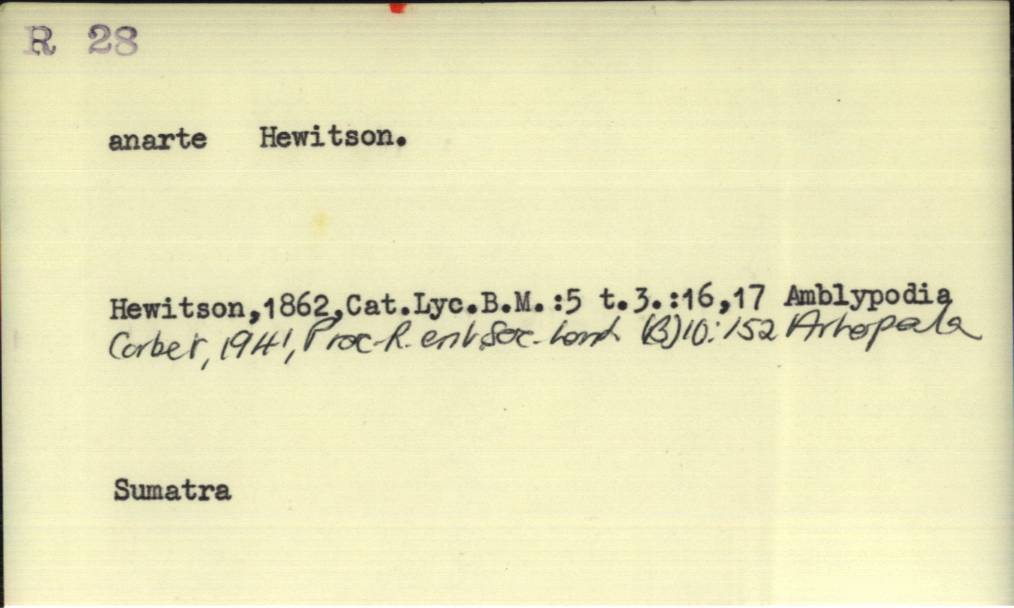 R 28
anarte Hewitson.
Hewitson,1862,Cat.Lyc.B.M.:5 t.3.:16,17 Amblypodia
Corbet, 1941, Proc. R. ent. Soc. Lond. (B) 10: 152 Arhopala
Sumatra